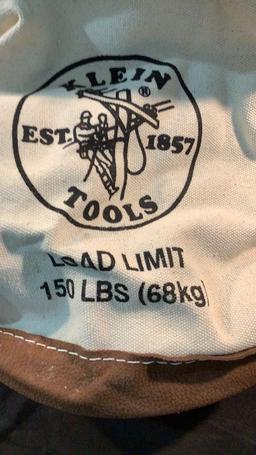 KLEIN
®
EST. 1857
TOOLS
LOAD LIMIT
150 LBS (68kg)